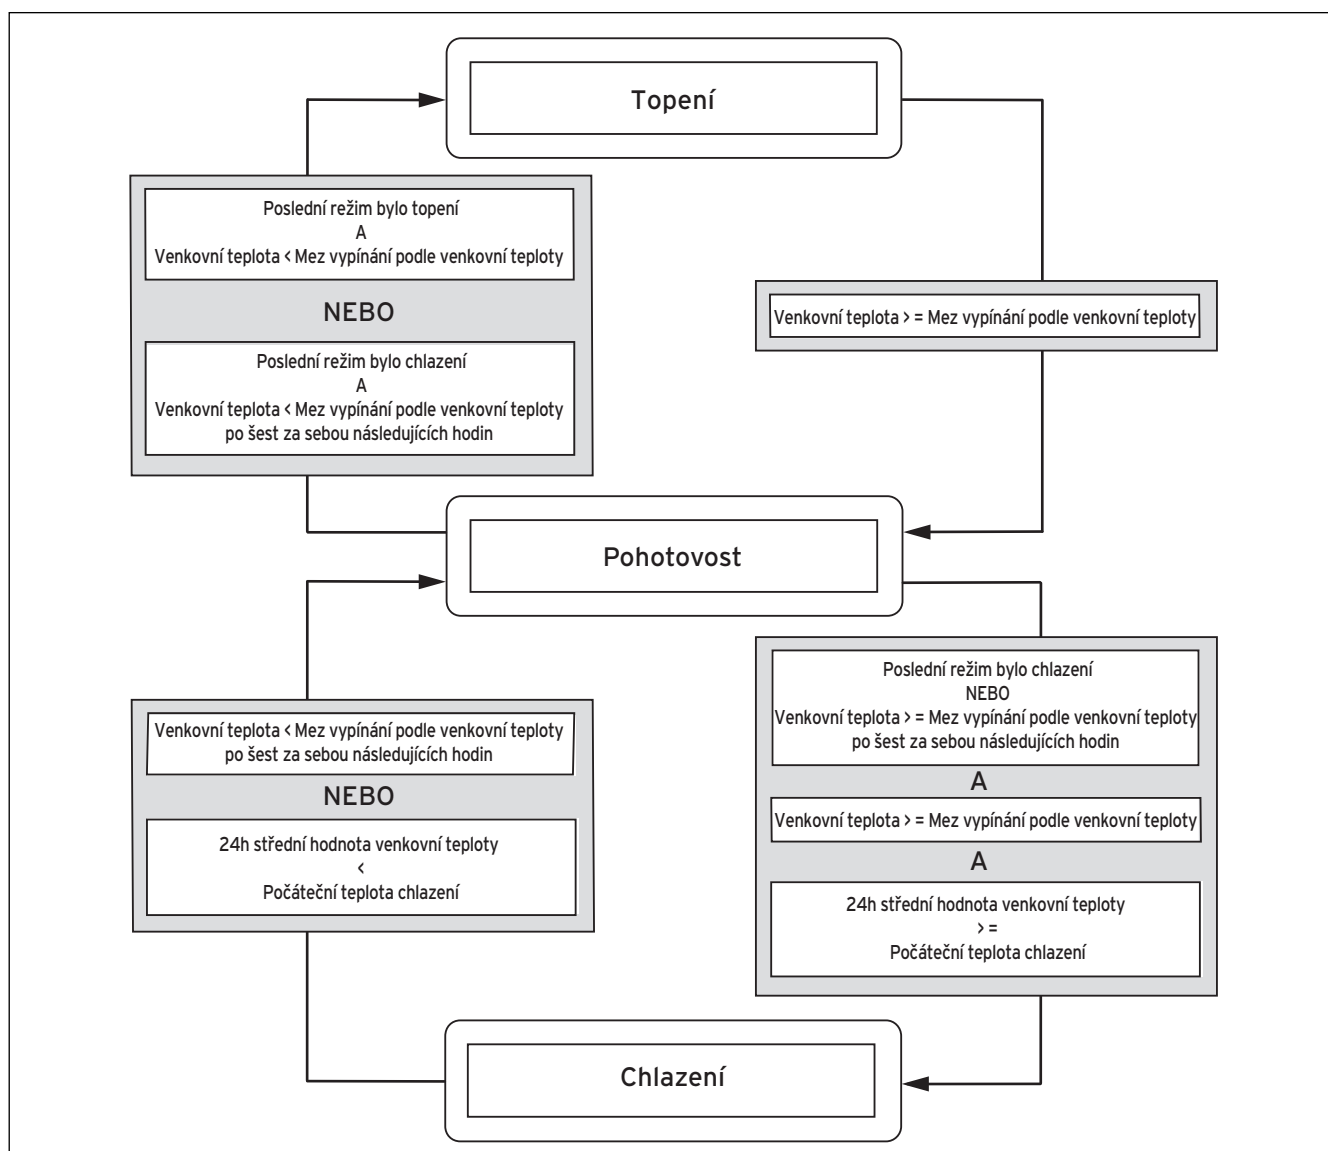 Topení
Poslední režim bylo topení
A
Venkovní teplota < Mez vypínání podle venkovní teploty
NEBO
Poslední režim bylo chlazení
A
Venkovní teplota < Mez vypínání podle venkovní teploty
po šest za sebou následujících hodin
Venkovní teplota > = Mez vypínání podle venkovní teploty
Pohotovost
Venkovní teplota < Mez vypínání podle venkovní teploty
po šest za sebou následujících hodin
NEBO
24h střední hodnota venkovní teploty
<
Počáteční teplota chlazení
Poslední režim bylo chlazení
NEBO
Venkovní teplota > = Mez vypínání podle venkovní teploty
po šest za sebou následujících hodin
A
Venkovní teplota > = Mez vypínání podle venkovní teploty
A
24h střední hodnota venkovní teploty
> =
Počáteční teplota chlazení
Chlazení